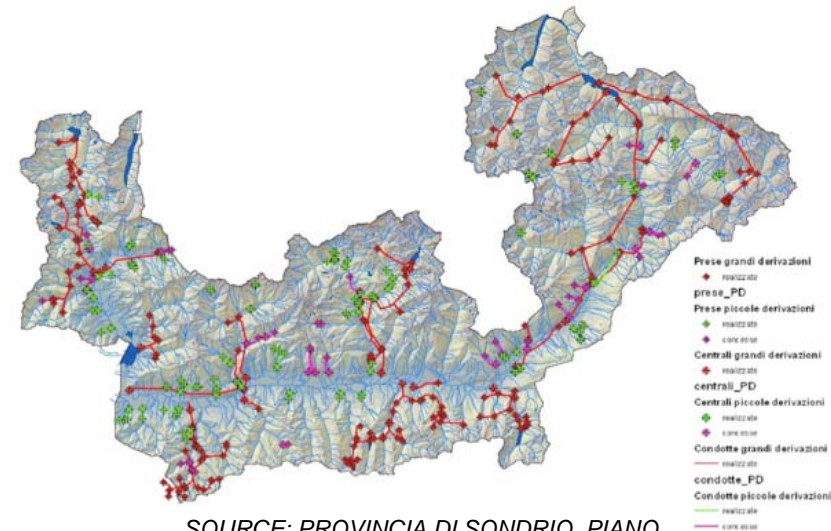 Prese grandi derivazioni
realizzate
prese_PD
Prese piccole derivazioni
realizzate
concesse
Centrali grandi derivazioni
realizzate
centrali_PD
Centrali piccole derivazioni
realizzate
concesse
Condotte grandi derivazioni
realizzate
condotte_PD
Condotte piccole derivazioni
realizzate
concesse
SOURCE: PROVINCIA DI SONDRIO, PIANO